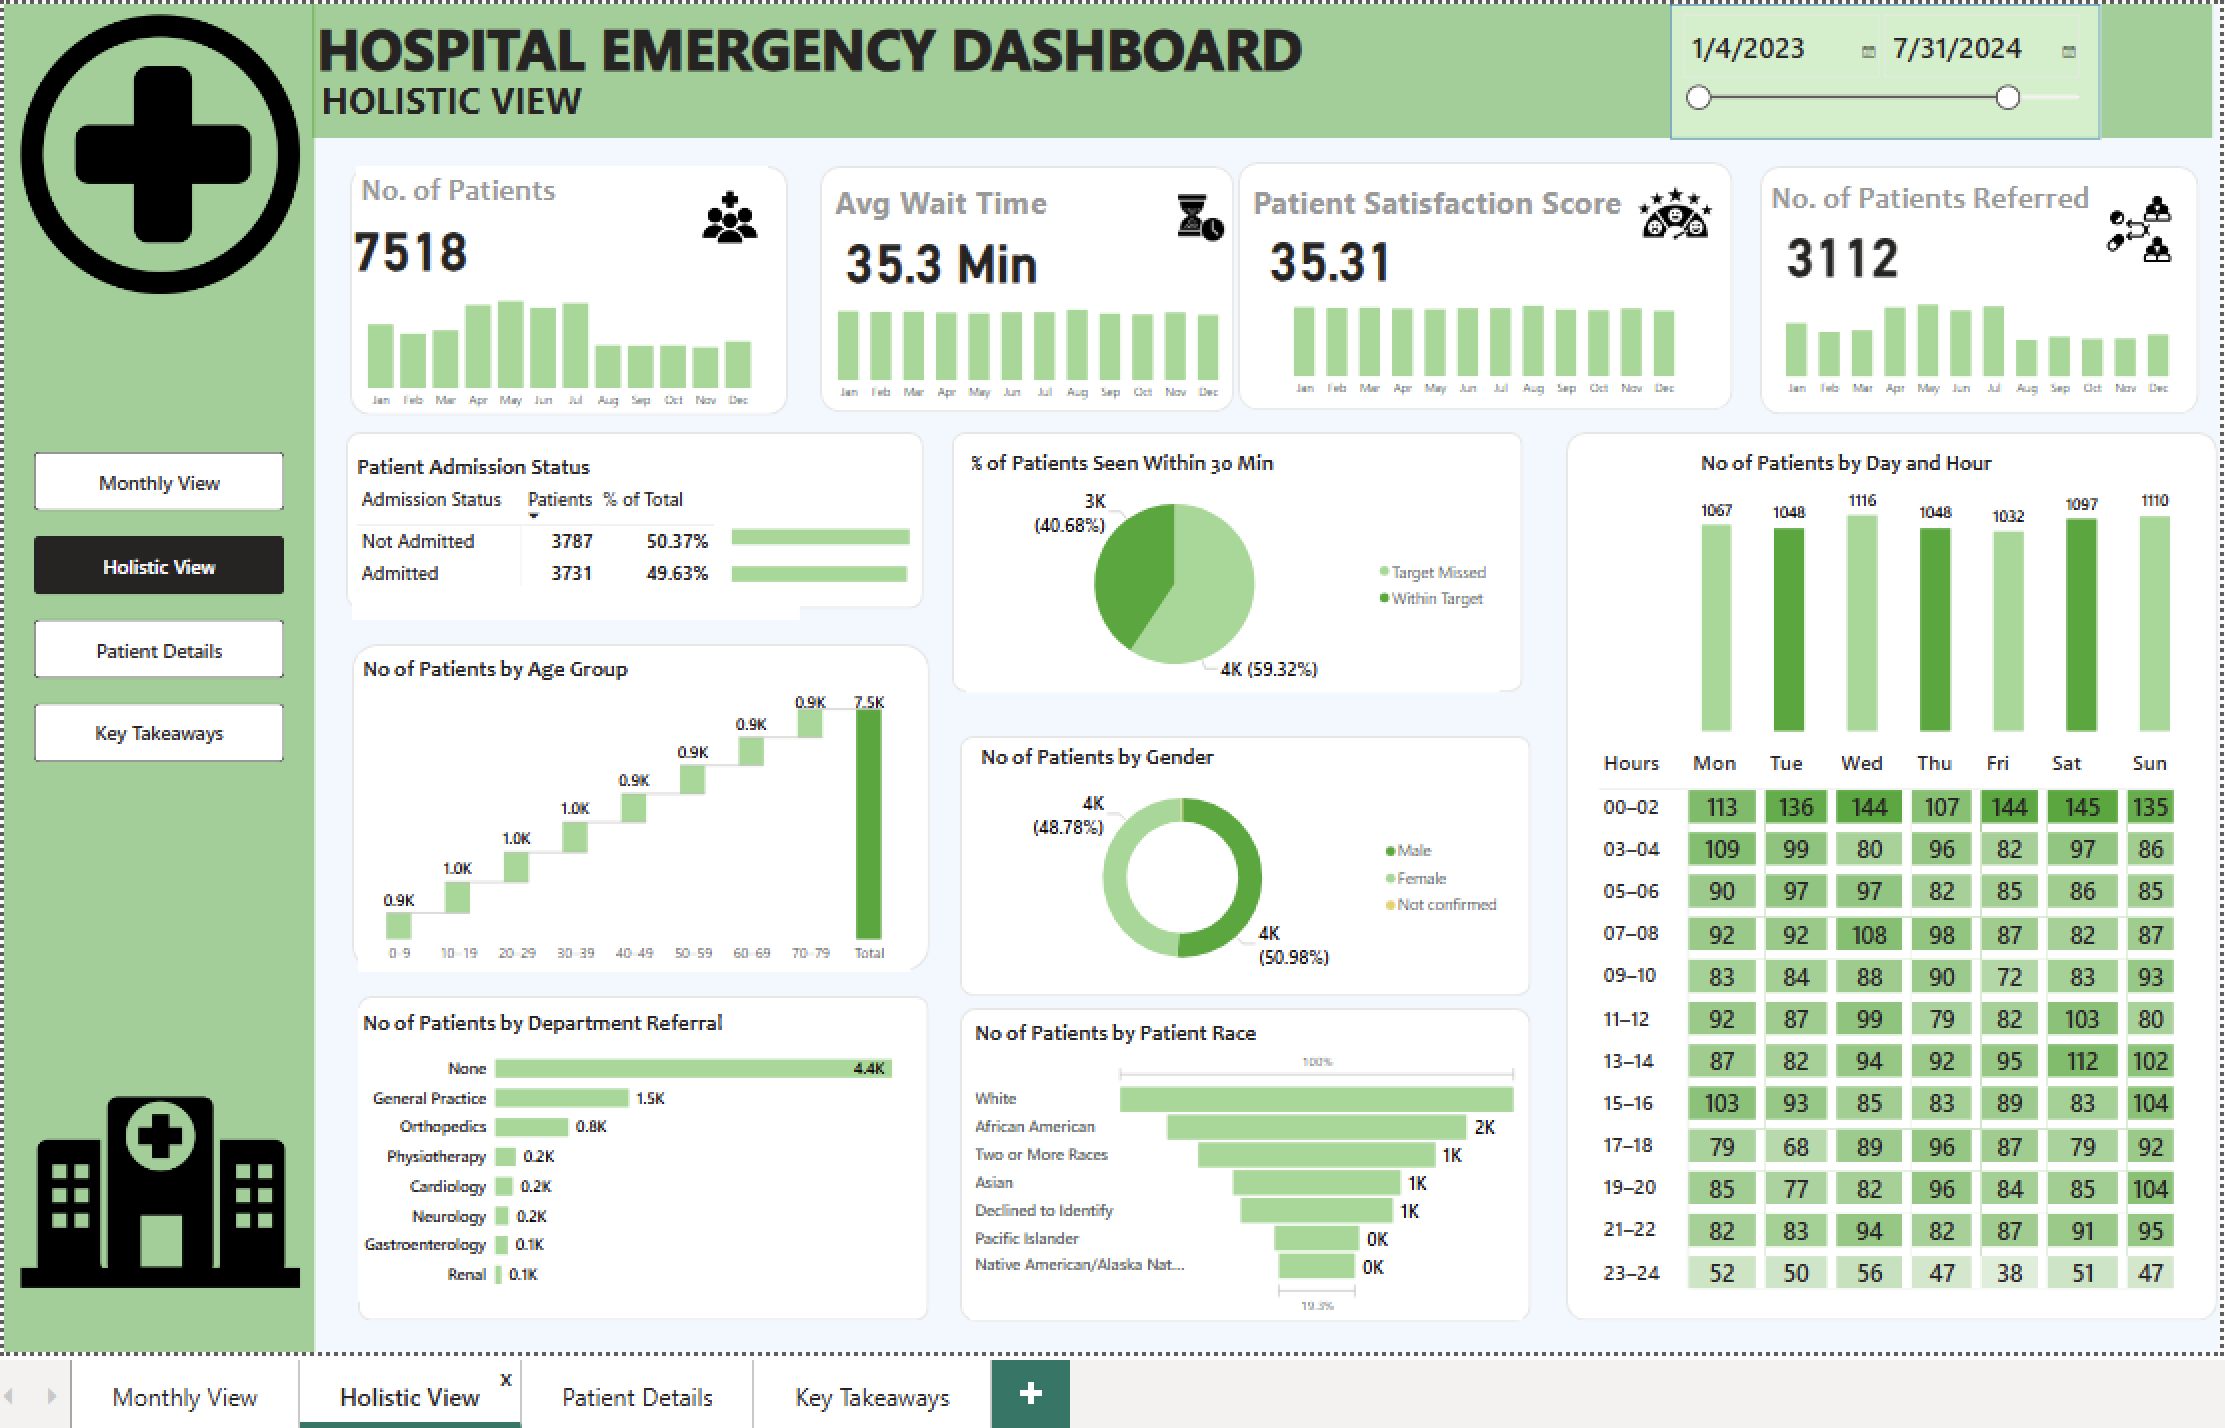 HOSPITAL EMERGENCY DASHBOARD
HOLISTIC VIEW
1/4/2023 7/31/2024
Monthly View
Holistic View
Patient Details
Key Takeaways
No. of Patients
7518
Jan Feb Mar Apr May Jun Jul Aug Sep Oct Nov Dec
Avg Wait Time
35.3 Min
Jan Feb Mar Apr May Jun Jul Aug Sep Oct Nov Dec
Patient Satisfaction Score
35.31
Jan Feb Mar Apr May Jun Jul Aug Sep Oct Nov Dec
No. of Patients Referred
3112
Jan Feb Mar Apr May Jun Jul Aug Sep Oct Nov Dec
Patient Admission Status
Admission Status Patients % of Total
Not Admitted 3787 50.37%
Admitted 3731 49.63%
No of Patients by Age Group
0.9K 1.0K 1.0K 1.0K 0.9K 0.9K 0.9K 0.9K 7.5K
0-9 10-19 20-29 30-39 40-49 50-59 60-69 70-79 Total
No of Patients by Department Referral
None 4.4K
General Practice 1.5K
Orthopedics 0.8K
Physiotherapy 0.2K
Cardiology 0.2K
Neurology 0.2K
Gastroenterology 0.1K
Renal 0.1K
% of Patients Seen Within 30 Min
3K
(40.68%)
4K (59.32%)
Target Missed
Within Target
No of Patients by Gender
4K
(48.78%)
4K
(50.98%)
Male
Female
Not confirmed
No of Patients by Patient Race
100%
White
African American 2K
Two or More Races 1K
Asian 1K
Declined to Identify 1K
Pacific Islander 0K
Native American/Alaska Nat... 0K
19.3%
No of Patients by Day and Hour
1067 1048 1116 1048 1032 1097 1110
Hours Mon Tue Wed Thu Fri Sat Sun
00–02 113 136 144 107 144 145 135
03–04 109 99 80 96 82 97 86
05–06 90 97 97 82 85 86 85
07–08 92 92 108 98 87 82 87
09–10 83 84 88 90 72 83 93
11–12 92 87 99 79 82 103 80
13–14 87 82 94 92 95 112 102
15–16 103 93 85 83 89 83 104
17–18 79 68 89 96 87 79 92
19–20 85 77 82 96 84 85 104
21–22 82 83 94 82 87 91 95
23–24 52 50 56 47 38 51 47
Monthly View Holistic View x Patient Details Key Takeaways +